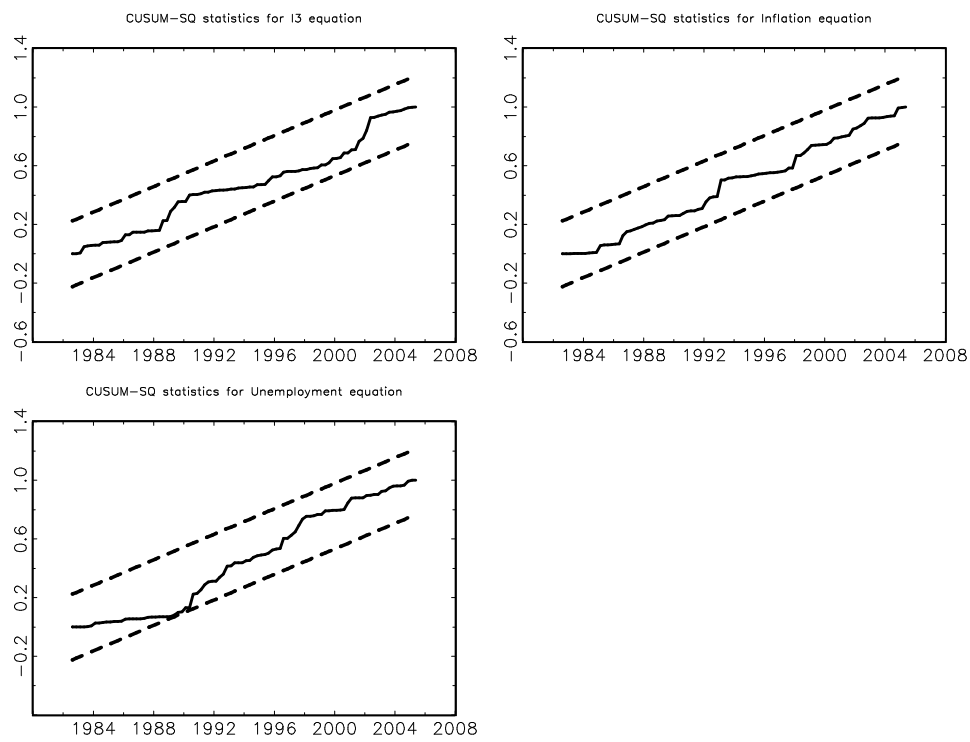 CUSUM-SQ statistics for I3 equation
1.4
1.0
0.6
0.2
-0.2
-0.6
1984 1988 1992 1996 2000 2004 2008
CUSUM-SQ statistics for Inflation equation
1.4
1.0
0.6
0.2
-0.2
-0.6
1984 1988 1992 1996 2000 2004 2008
CUSUM-SQ statistics for Unemployment equation
1.4
1.0
0.6
0.2
-0.2
1984 1988 1992 1996 2000 2004 2008